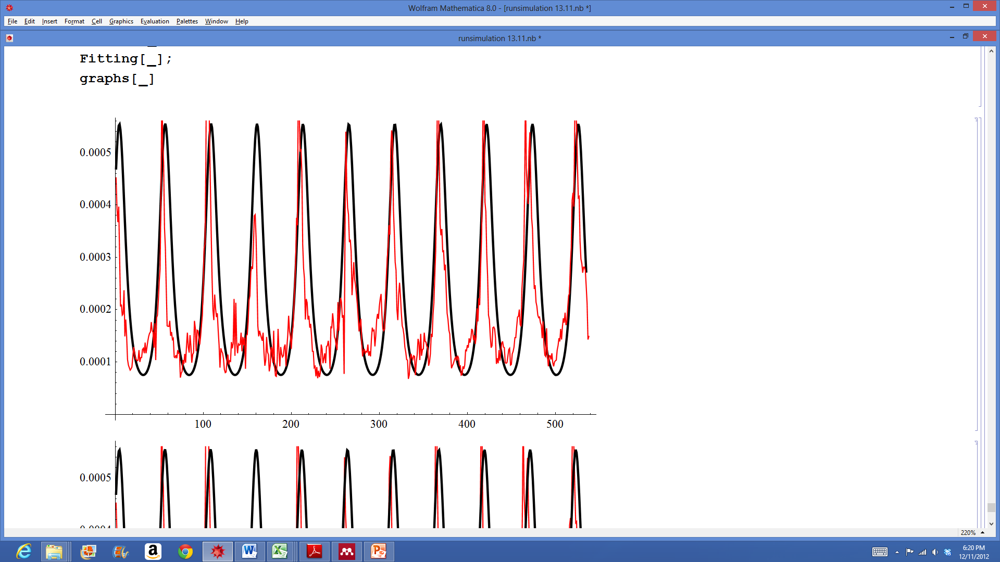 Wolfram Mathematica 8.0 - [runsimulation 13.11.nb *]
File Edit Insert Format Cell Graphics Evaluation Palettes Window Help
runsimulation 13.11.nb *
Fitting[_];
graphs[_]
0.0005
0.0004
0.0003
0.0002
0.0001
100 200 300 400 500
0.0005
0.0004
220%
6:20 PM
12/11/2012